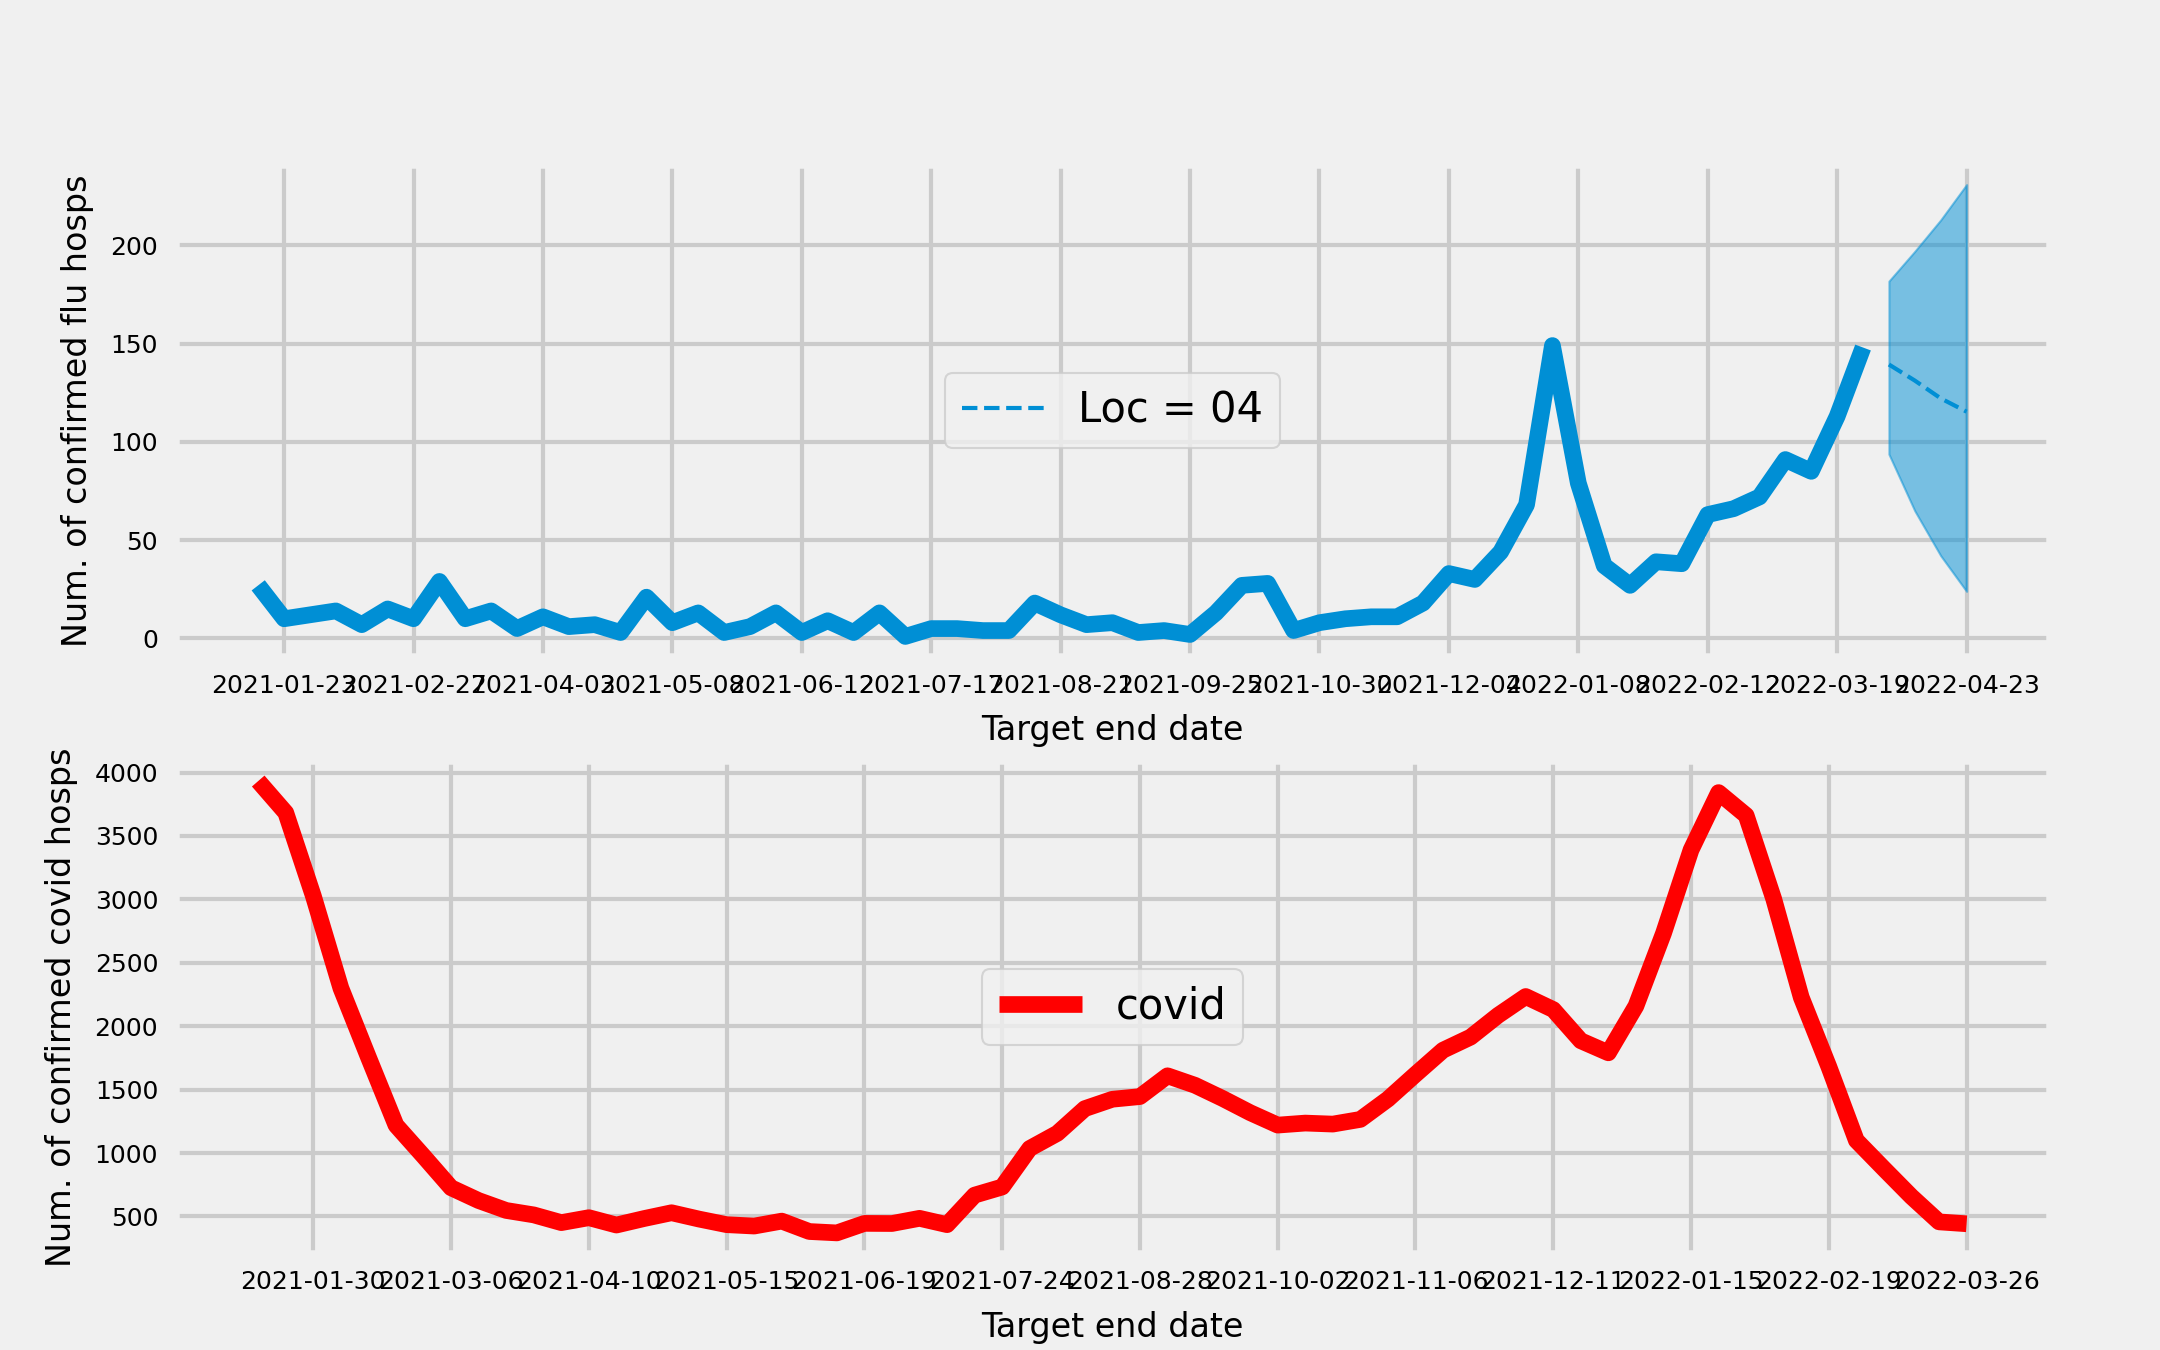 Num. of confirmed flu hosps
200
150
100
50
0
Loc = 04
2021-01-23 2021-02-27 2021-04-03 2021-05-08 2021-06-12 2021-07-17 2021-08-21 2021-09-25 2021-10-30 2021-12-04 2022-01-08 2022-02-12 2022-03-19 2022-04-23
Target end date
Num. of confirmed covid hosps
4000
3500
3000
2500
2000
1500
1000
500
covid
2021-01-30 2021-03-06 2021-04-10 2021-05-15 2021-06-19 2021-07-24 2021-08-28 2021-10-02 2021-11-06 2021-12-11 2022-01-15 2022-02-19 2022-03-26
Target end date